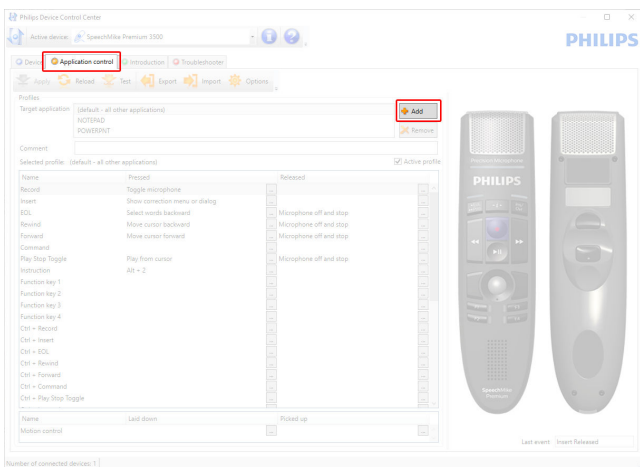 Philips Device Control Center
Active device: SpeechMike Premium 3500
PHILIPS
Device Application control Introduction Troubleshooter
Apply Reload Test Export Import Options
Profiles
Target application: (default - all other applications)
NOTEPAD
POWERPNT
Add
Remove
Comment:
Selected profile: (default - all other applications) Active profile
Name Pressed Released
Record Toggle microphone ... ...
Insert Show correction menu or dialog ... ...
EOL Select words backward ... Microphone off and stop ...
Rewind Move cursor backward ... Microphone off and stop ...
Forward Move cursor forward ... Microphone off and stop ...
Command ... ...
Play Stop Toggle Play from cursor ... Microphone off and stop ...
Instruction Alt + Z ... ...
Function key 1 ... ...
Function key 2 ... ...
Function key 3 ... ...
Function key 4 ... ...
Ctrl + Record ... ...
Ctrl + Insert ... ...
Ctrl + EOL ... ...
Ctrl + Rewind ... ...
Ctrl + Forward ... ...
Ctrl + Command ... ...
Ctrl + Play Stop Toggle ... ...
Name Laid down Picked up
Motion control ... ...
Precision Microphone
PHILIPS
SpeechMike
Premium
Last event: Insert Released
Number of connected devices: 1